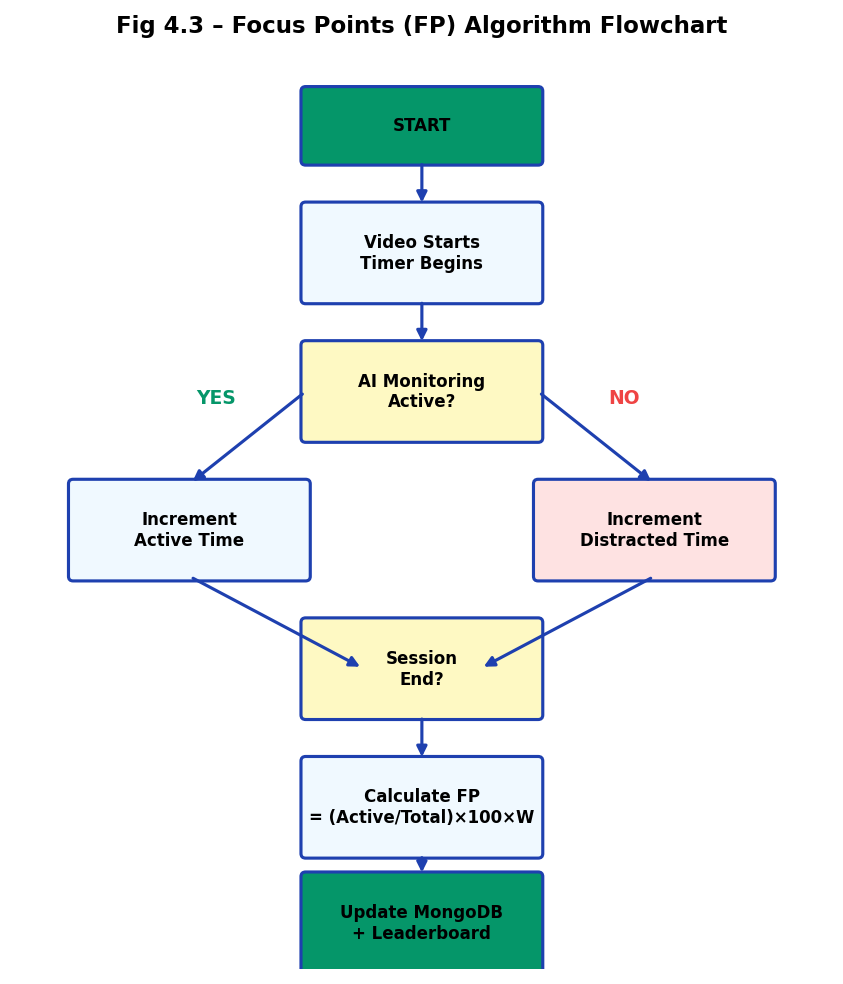 Fig 4.3 – Focus Points (FP) Algorithm Flowchart
START
Video Starts
Timer Begins
AI Monitoring
Active?
YES
NO
Increment
Active Time
Increment
Distracted Time
Session
End?
Calculate FP
= (Active/Total)×100×W
Update MongoDB
+ Leaderboard